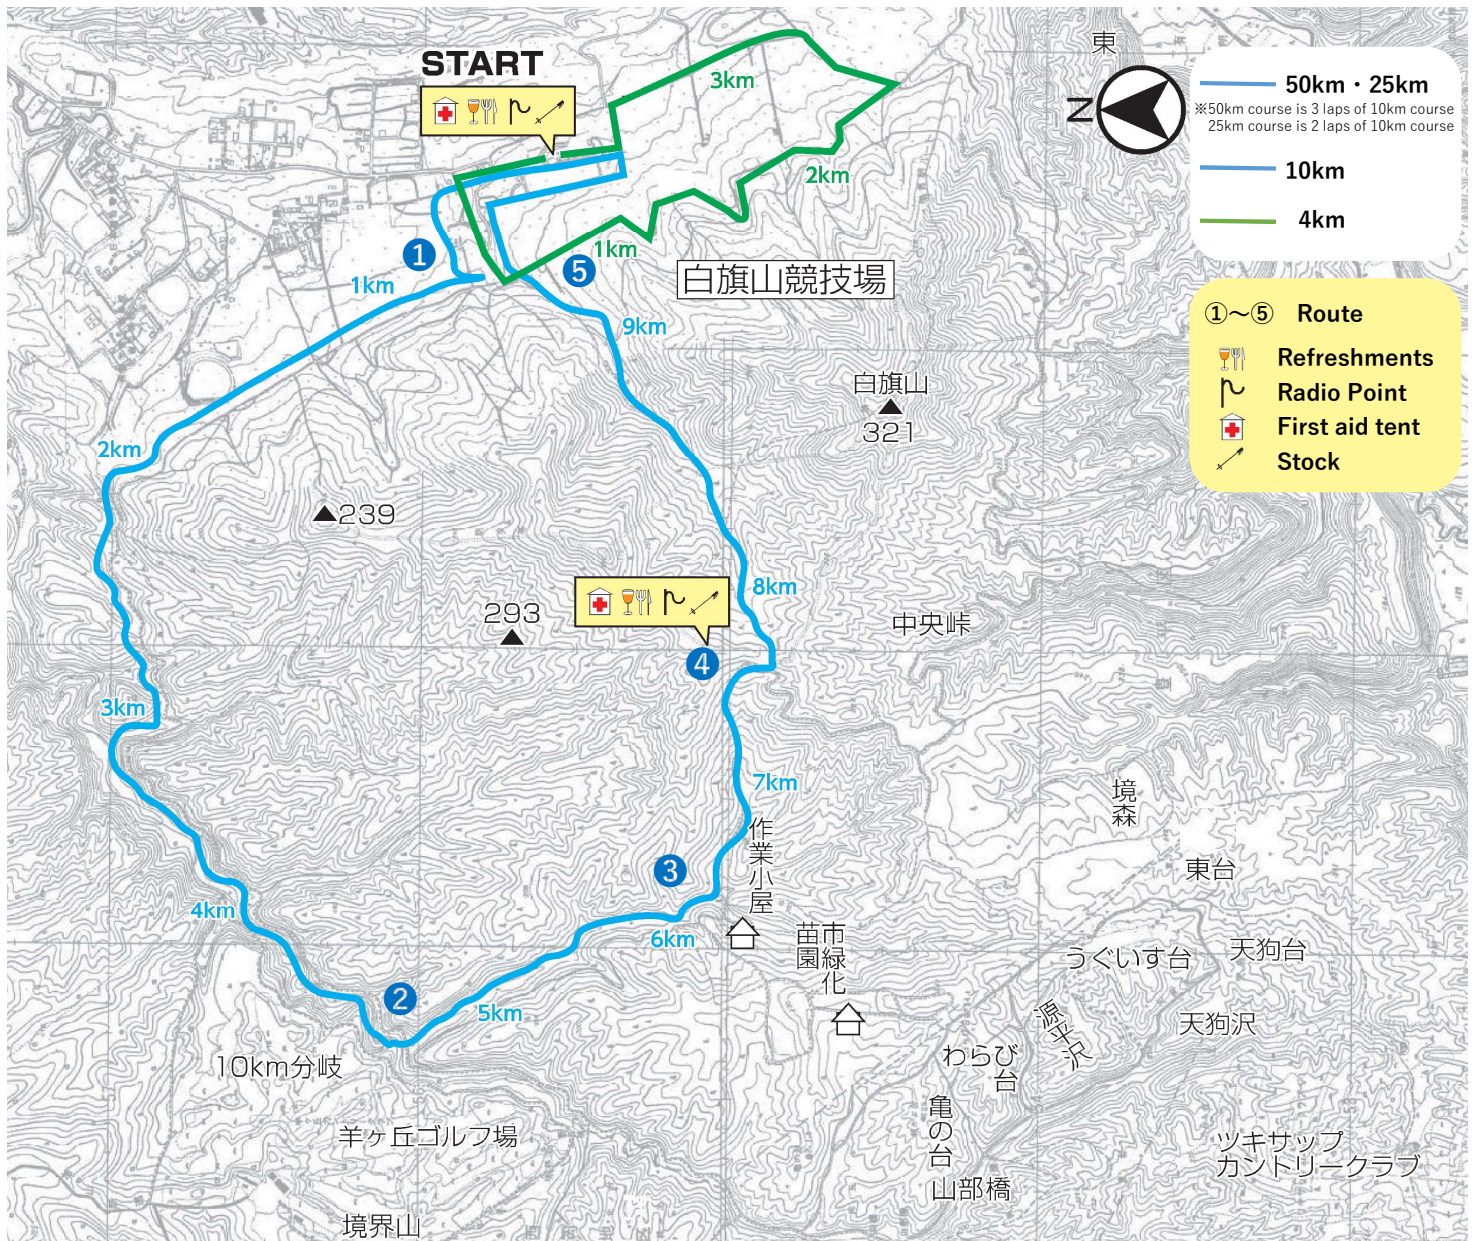 START
3km
2km
1km
白旗山競技場
東
N
50km・25km
※50km course is 3 laps of 10km course
25km course is 2 laps of 10km course
10km
4km
①～⑤ Route
Refreshments
Radio Point
First aid tent
Stock
1
1km
5
9km
2km
白旗山
321
239
293
8km
4
中央峠
3km
7km
作業小屋
3
境森
東台
4km
6km
市緑化
苗園
うぐいす台
天狗台
2
5km
源平沢
天狗沢
10km分岐
わらび
台
亀の台
羊ヶ丘ゴルフ場
ツキサップ
カントリークラブ
山部橋
境界山